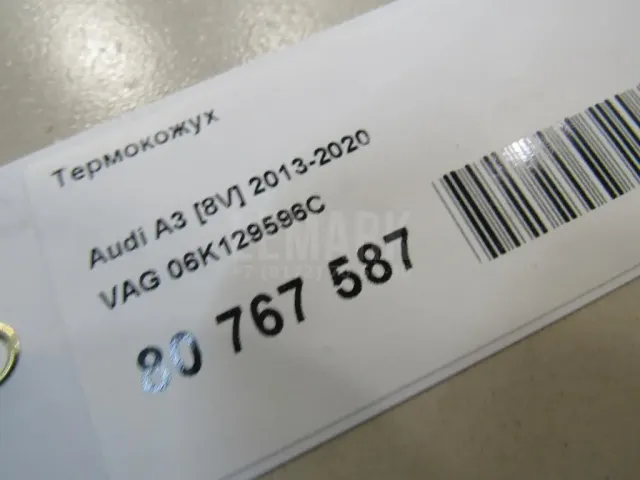 Термокожух
Audi A3 [8V] 2013-2020
VAG 06K129596C
80 767 587